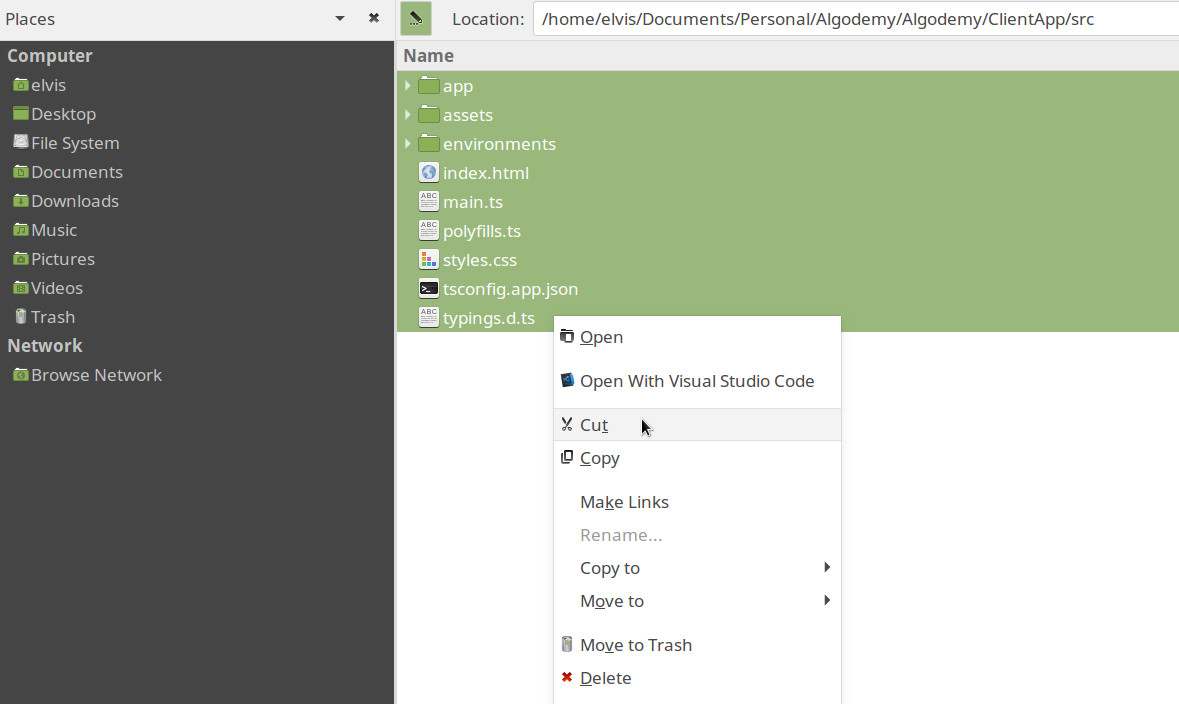 Places
Location: /home/elvis/Documents/Personal/Algodemy/Algodemy/ClientApp/src
Computer
elvis
Desktop
File System
Documents
Downloads
Music
Pictures
Videos
Trash
Network
Browse Network
Name
app
assets
environments
index.html
ABC
main.ts
ABC
polyfills.ts
styles.css
tsconfig.app.json
ABC
typings.d.ts
Open
Open With Visual Studio Code
Cut
Copy
Make Links
Rename...
Copy to
Move to
Move to Trash
Delete